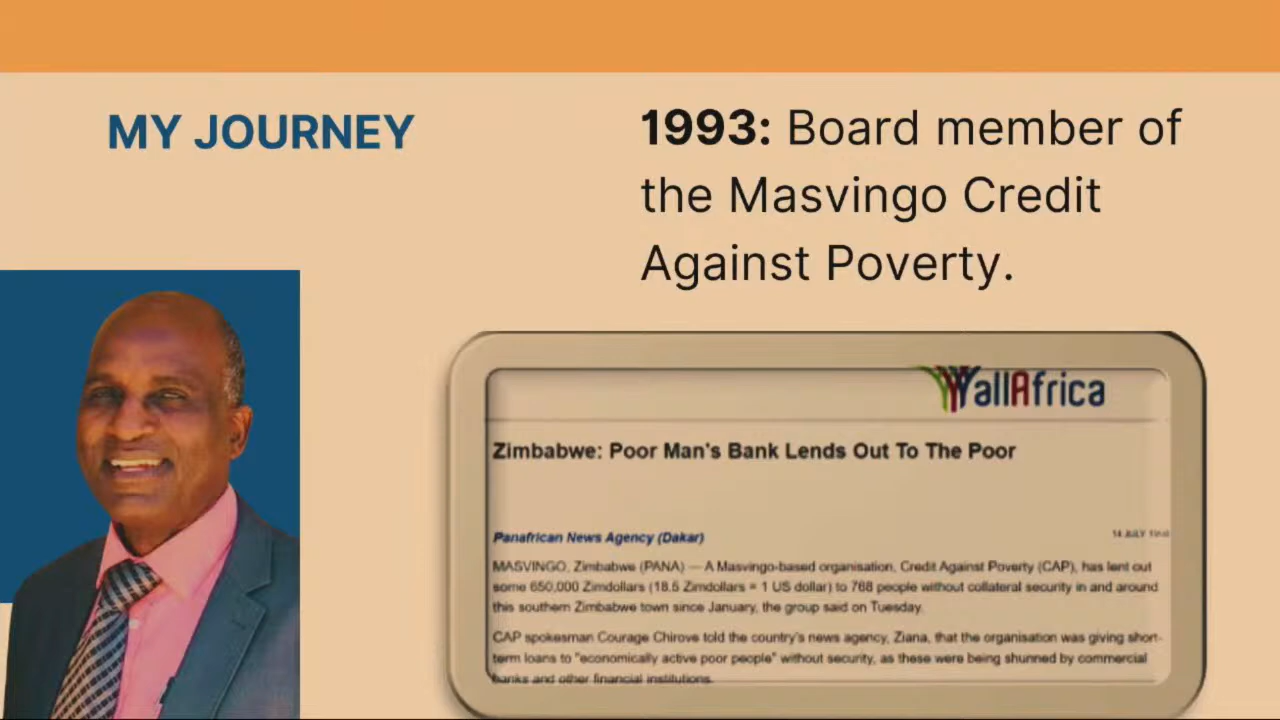 MY JOURNEY
1993: Board member of
the Masvingo Credit
Against Poverty.
allAfrica
Zimbabwe: Poor Man's Bank Lends Out To The Poor
Panafrican News Agency (Dakar)
14 JULY
MASVINGO, Zimbabwe (PANA) — A Masvingo-based organisation, Credit Against Poverty (CAP), has lent out
some 650,000 Zimdollars (18.5 Zimdollars = 1 US dollar) to 768 people without collateral security in and around
this southern Zimbabwe town since January, the group said on Tuesday.
CAP spokesman Courage Chirove told the country's news agency, Ziana, that the organisation was giving short-
term loans to "economically active poor people" without security, as these were being shunned by commercial
banks and other financial institutions.